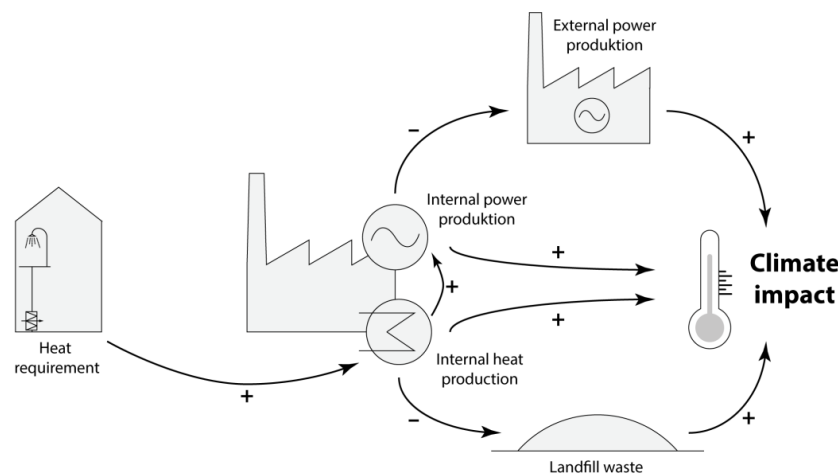 External power
produktion
−
+
Internal power
produktion
+
Climate
impact
+
+
Heat
requirement
Internal heat
production
+
−
+
Landfill waste